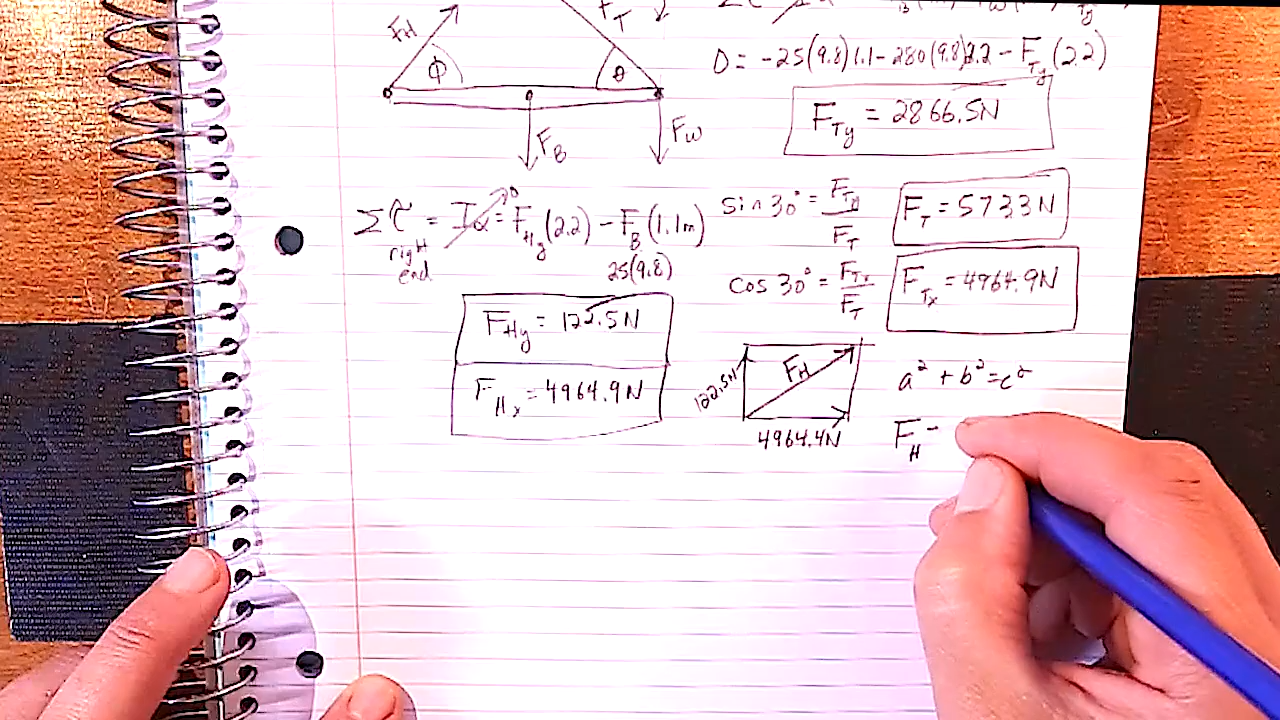 F_H
F_T
φ
θ
F_B
F_W
0 = -25(9.8)1.1 - 280(9.8)2.2 - F_Ty(2.2)
F_Ty = 2866.5N
Στ = Iα = F_Hy(2.2) - F_B(1.1m)
right
end
0
25(9.8)
sin 30° = F_Ty/F_T
F_T = 5733N
cos 30° = F_Tx/F_T
F_Tx = 4964.9N
F_Hy = 122.5N
F_Hx = 4964.9N
122.5N
F_H
4964.4N
a² + b² = c²
F_H =